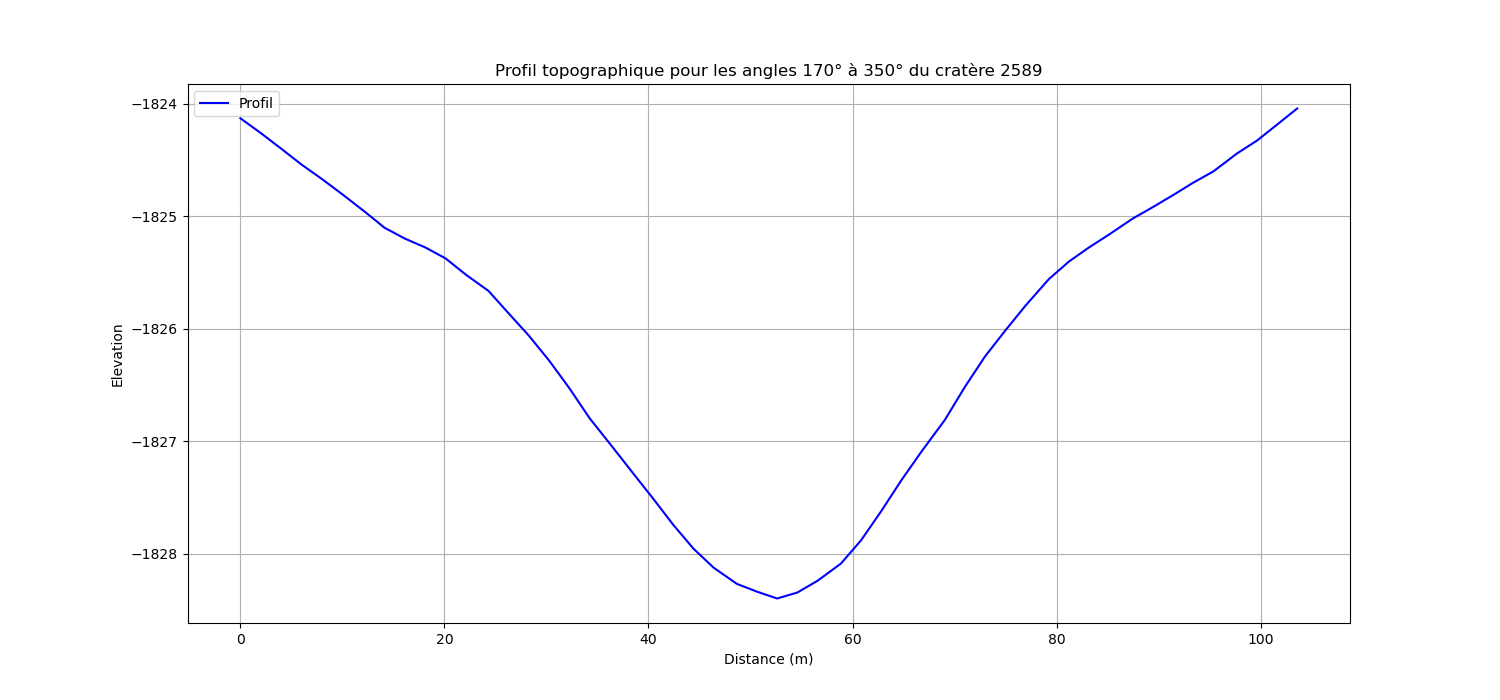 Profil topographique pour les angles 170° à 350° du cratère 2589
Profil
−1824
−1825
−1826
−1827
−1828
Elevation
0 20 40 60 80 100
Distance (m)